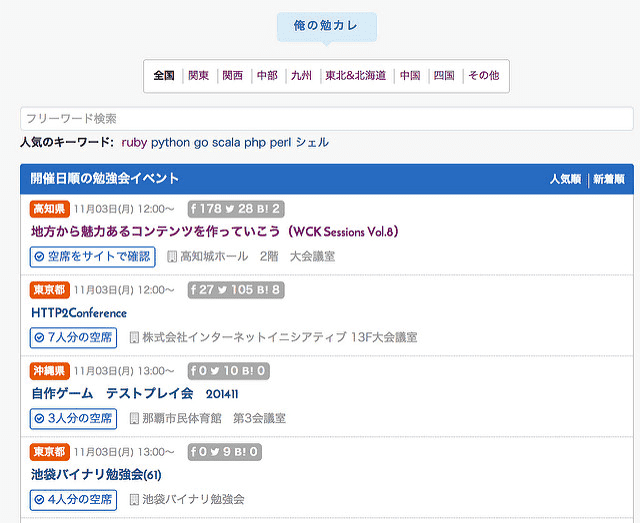 俺の勉カレ
全国 関東 関西 中部 九州 東北&北海道 中国 四国 その他
フリーワード検索
人気のキーワード: ruby python go scala php perl シェル
開催日順の勉強会イベント 人気順 新着順
高知県 11月03日(月) 12:00〜 f 178 28 B! 2
地方から魅力あるコンテンツを作っていこう（WCK Sessions Vol.8）
空席をサイトで確認 高知城ホール 2階 大会議室
東京都 11月03日(月) 12:00〜 f 27 105 B! 8
HTTP2Conference
7人分の空席 株式会社インターネットイニシアティブ 13F大会議室
沖縄県 11月03日(月) 13:00〜 f 0 10 B! 0
自作ゲーム テストプレイ会 201411
3人分の空席 那覇市民体育館 第3会議室
東京都 11月03日(月) 13:00〜 f 0 9 B! 0
池袋バイナリ勉強会(61)
4人分の空席 池袋バイナリ勉強会